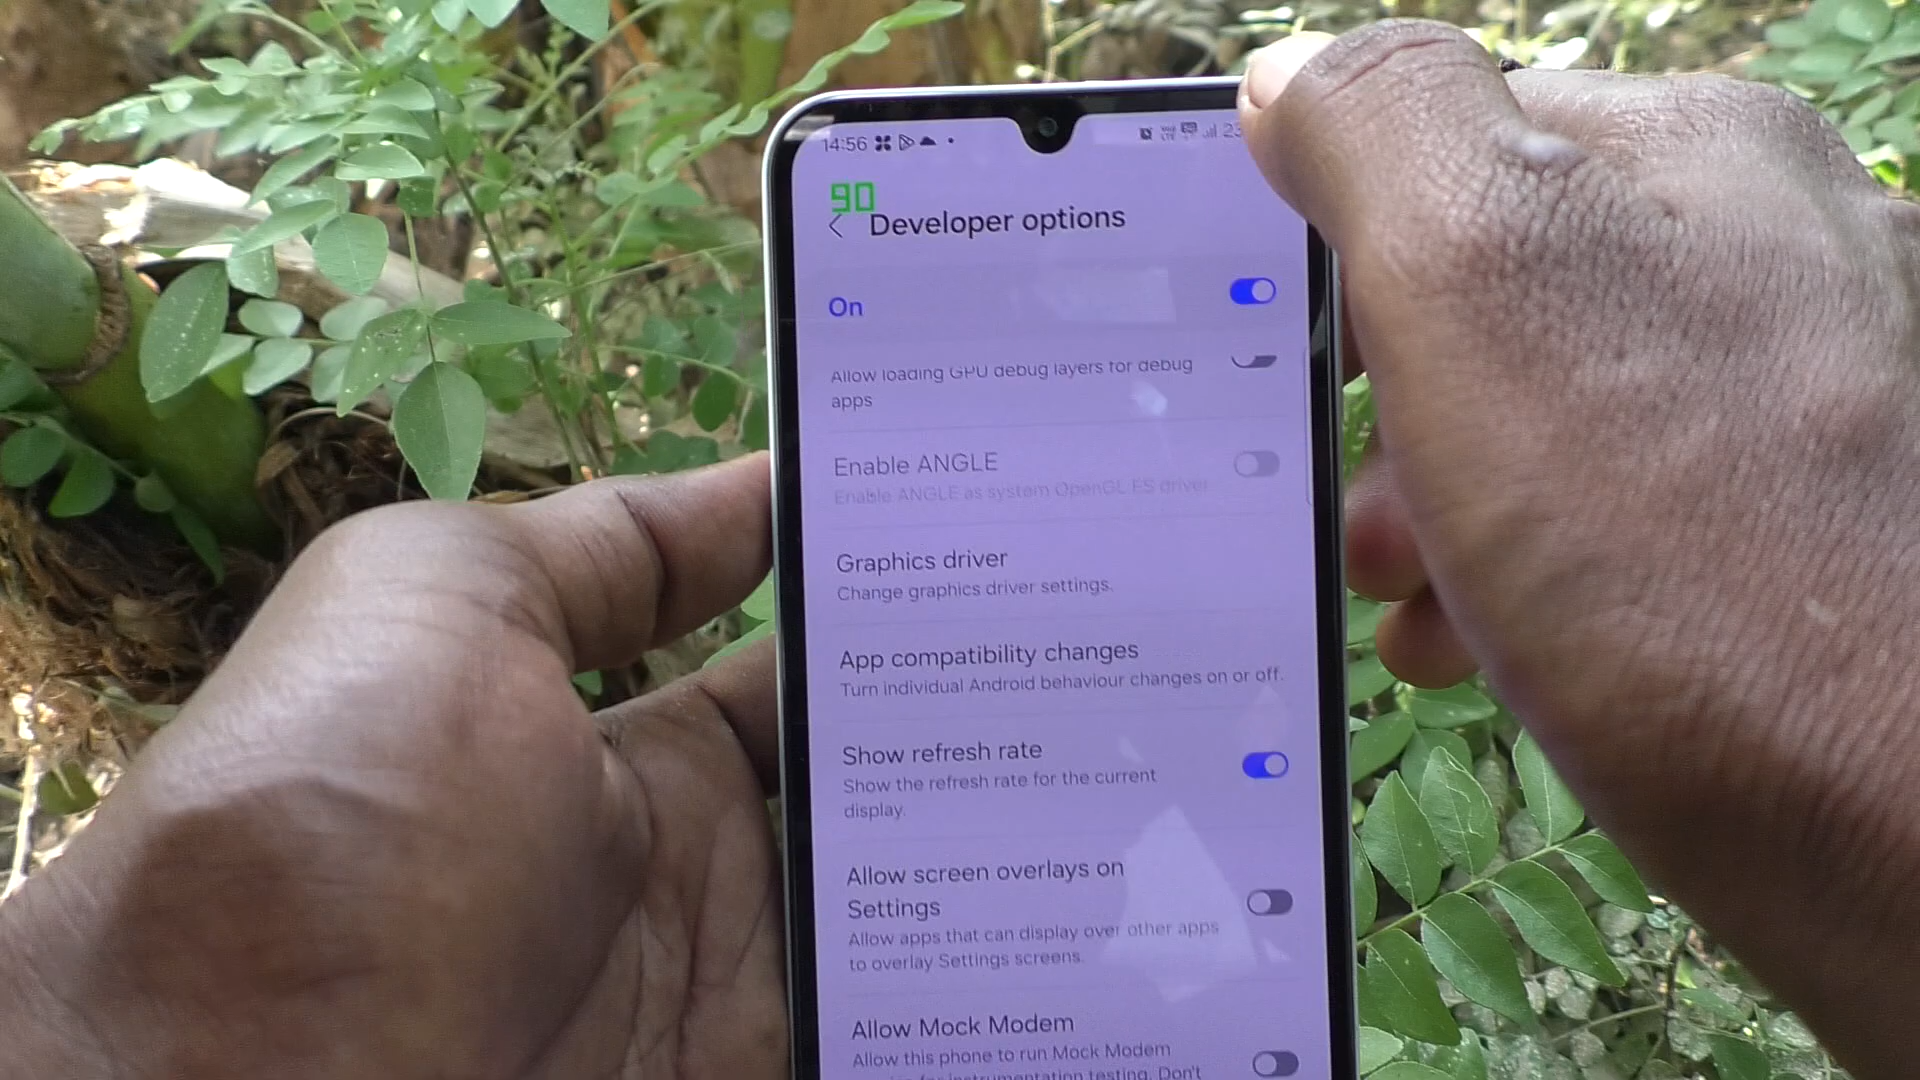 14:56
90
Developer options
On
Allow loading GPU debug layers for debug
apps
Enable ANGLE
Enable ANGLE as system OpenGL ES driver
Graphics driver
Change graphics driver settings.
App compatibility changes
Turn individual Android behaviour changes on or off.
Show refresh rate
Show the refresh rate for the current
display.
Allow screen overlays on
Settings
Allow apps that can display over other apps
to overlay Settings screens.
Allow Mock Modem
Allow this phone to run Mock Modem
for instrumentation testing. Don't